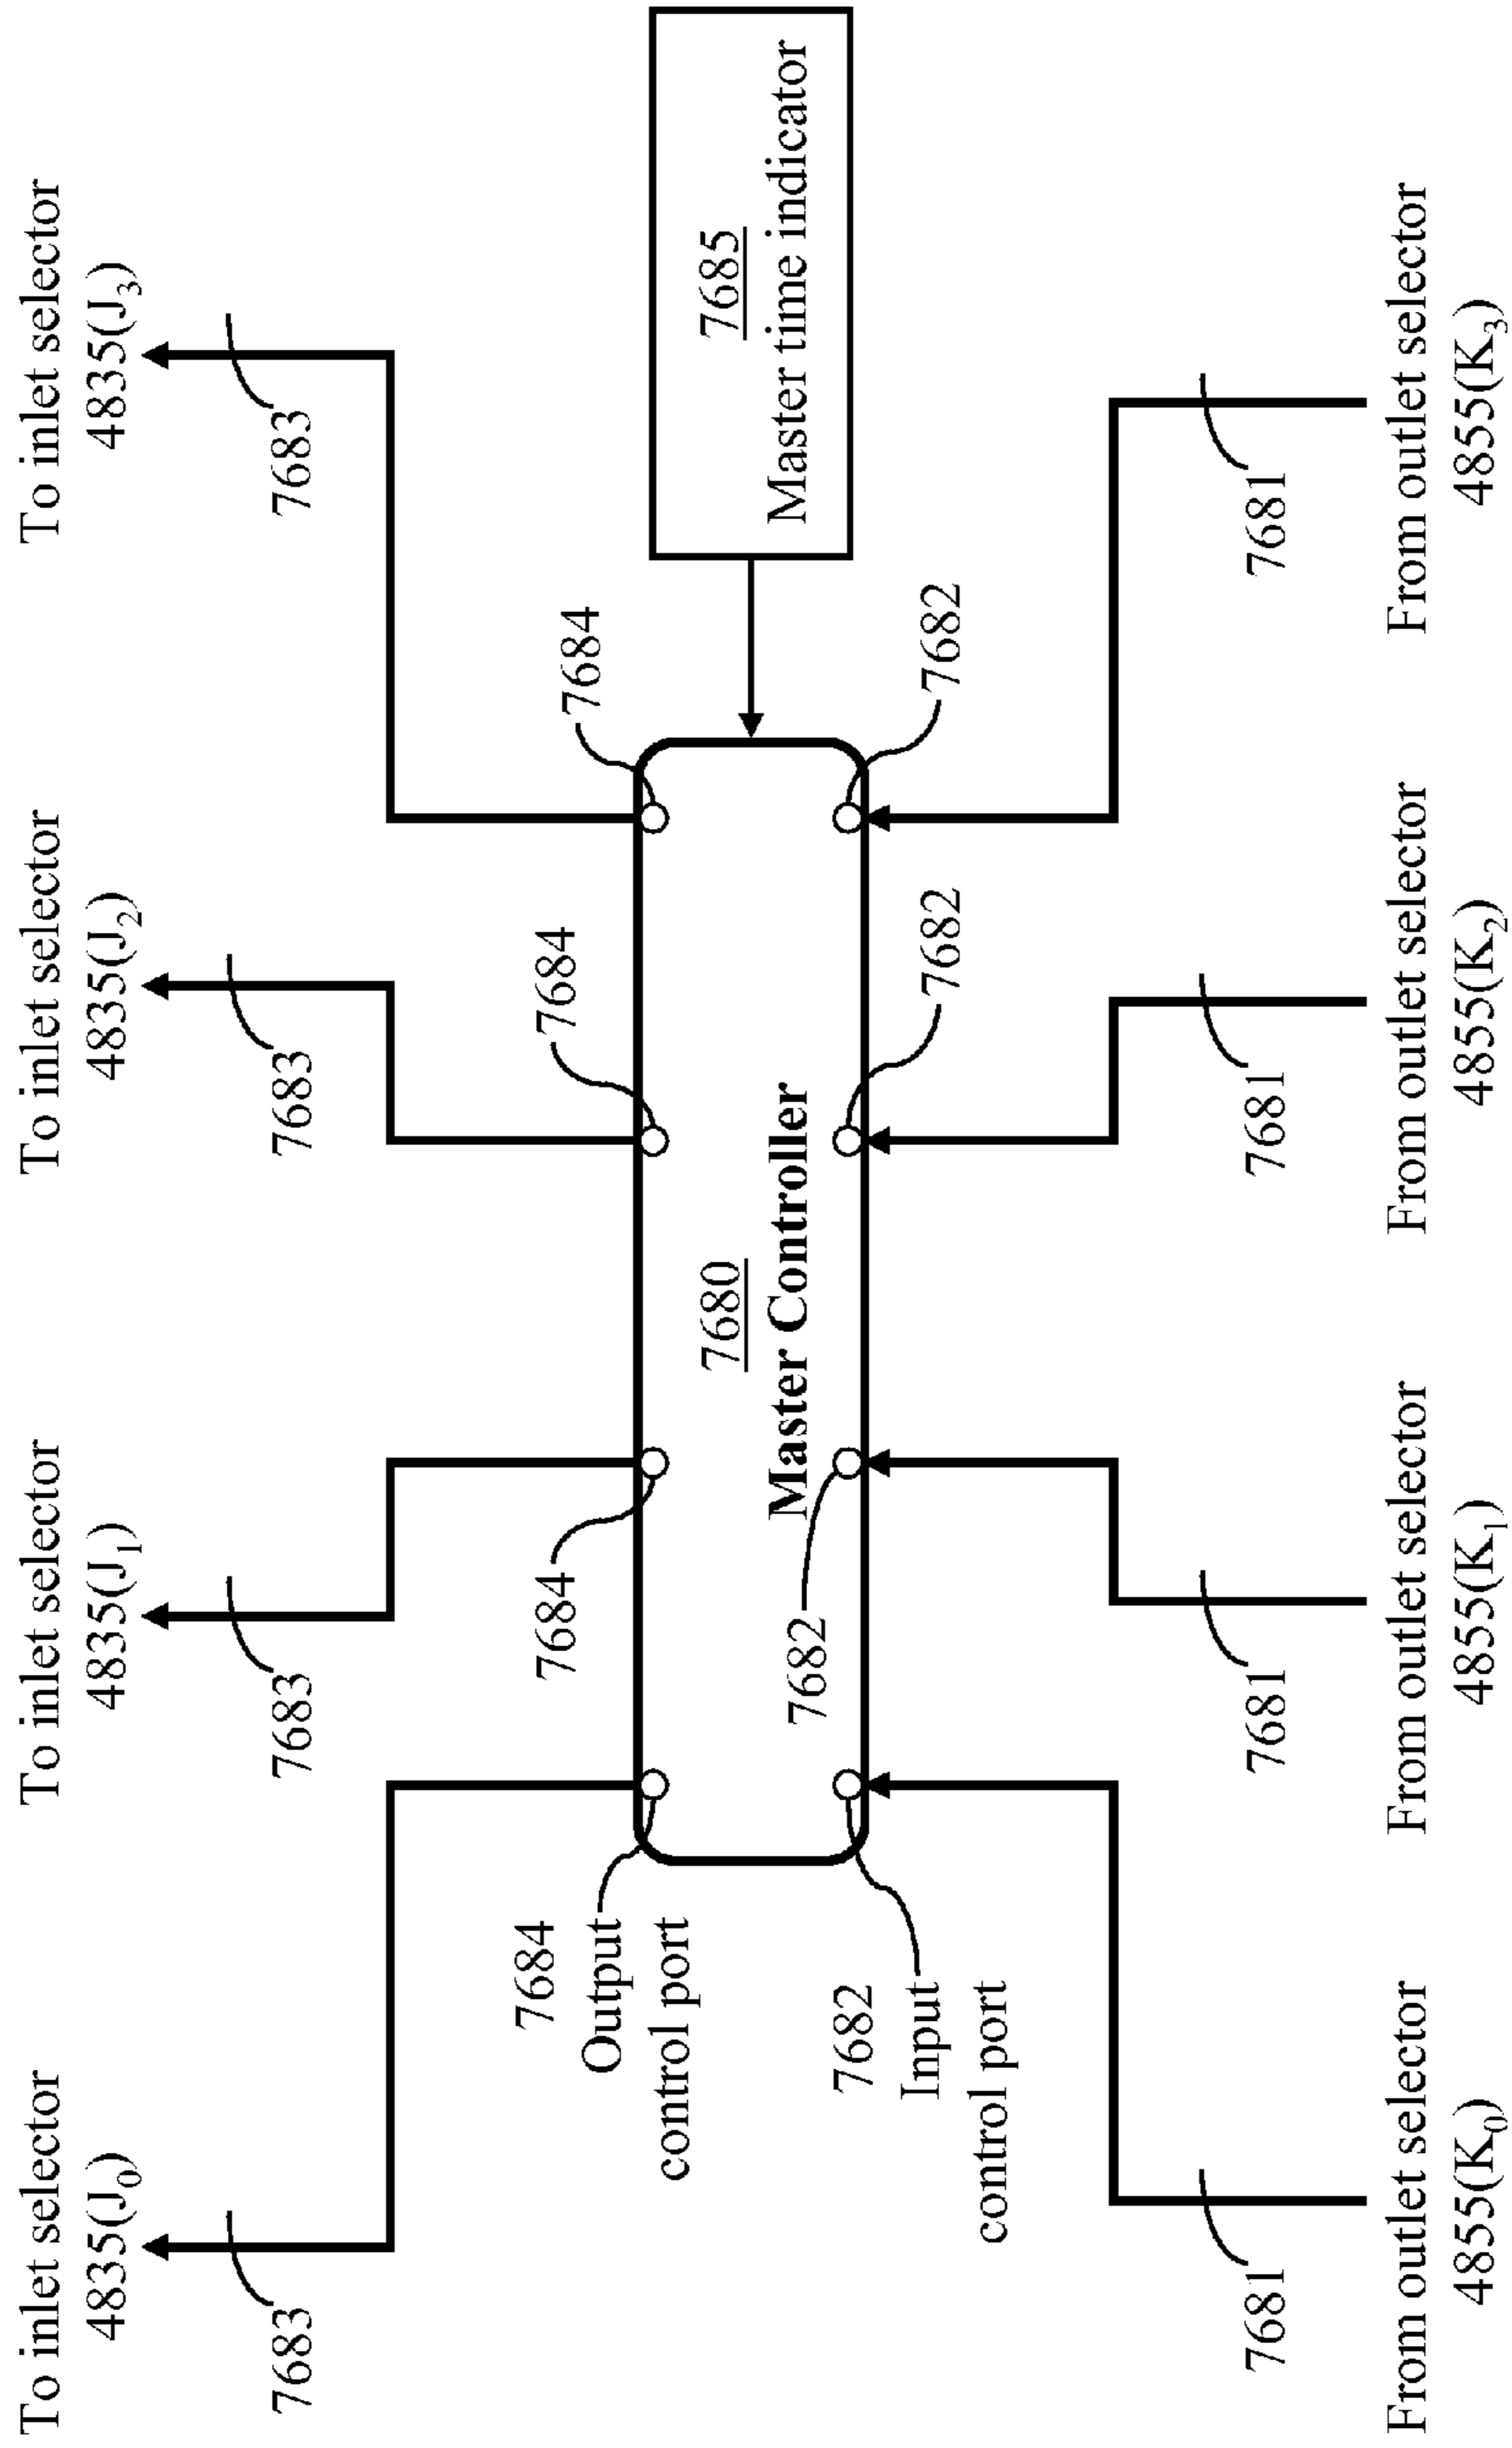 To inlet selector
4835(J₀)
To inlet selector
4835(J₁)
To inlet selector
4835(J₂)
To inlet selector
4835(J₃)
7683
7683
7683
7683
7684
Output
control port
7684
7684
7684
7680
Master Controller
7685
Master time indicator
7682
Input
control port
7682
7682
7682
7681
7681
7681
7681
From outlet selector
4855(K₀)
From outlet selector
4855(K₁)
From outlet selector
4855(K₂)
From outlet selector
4855(K₃)